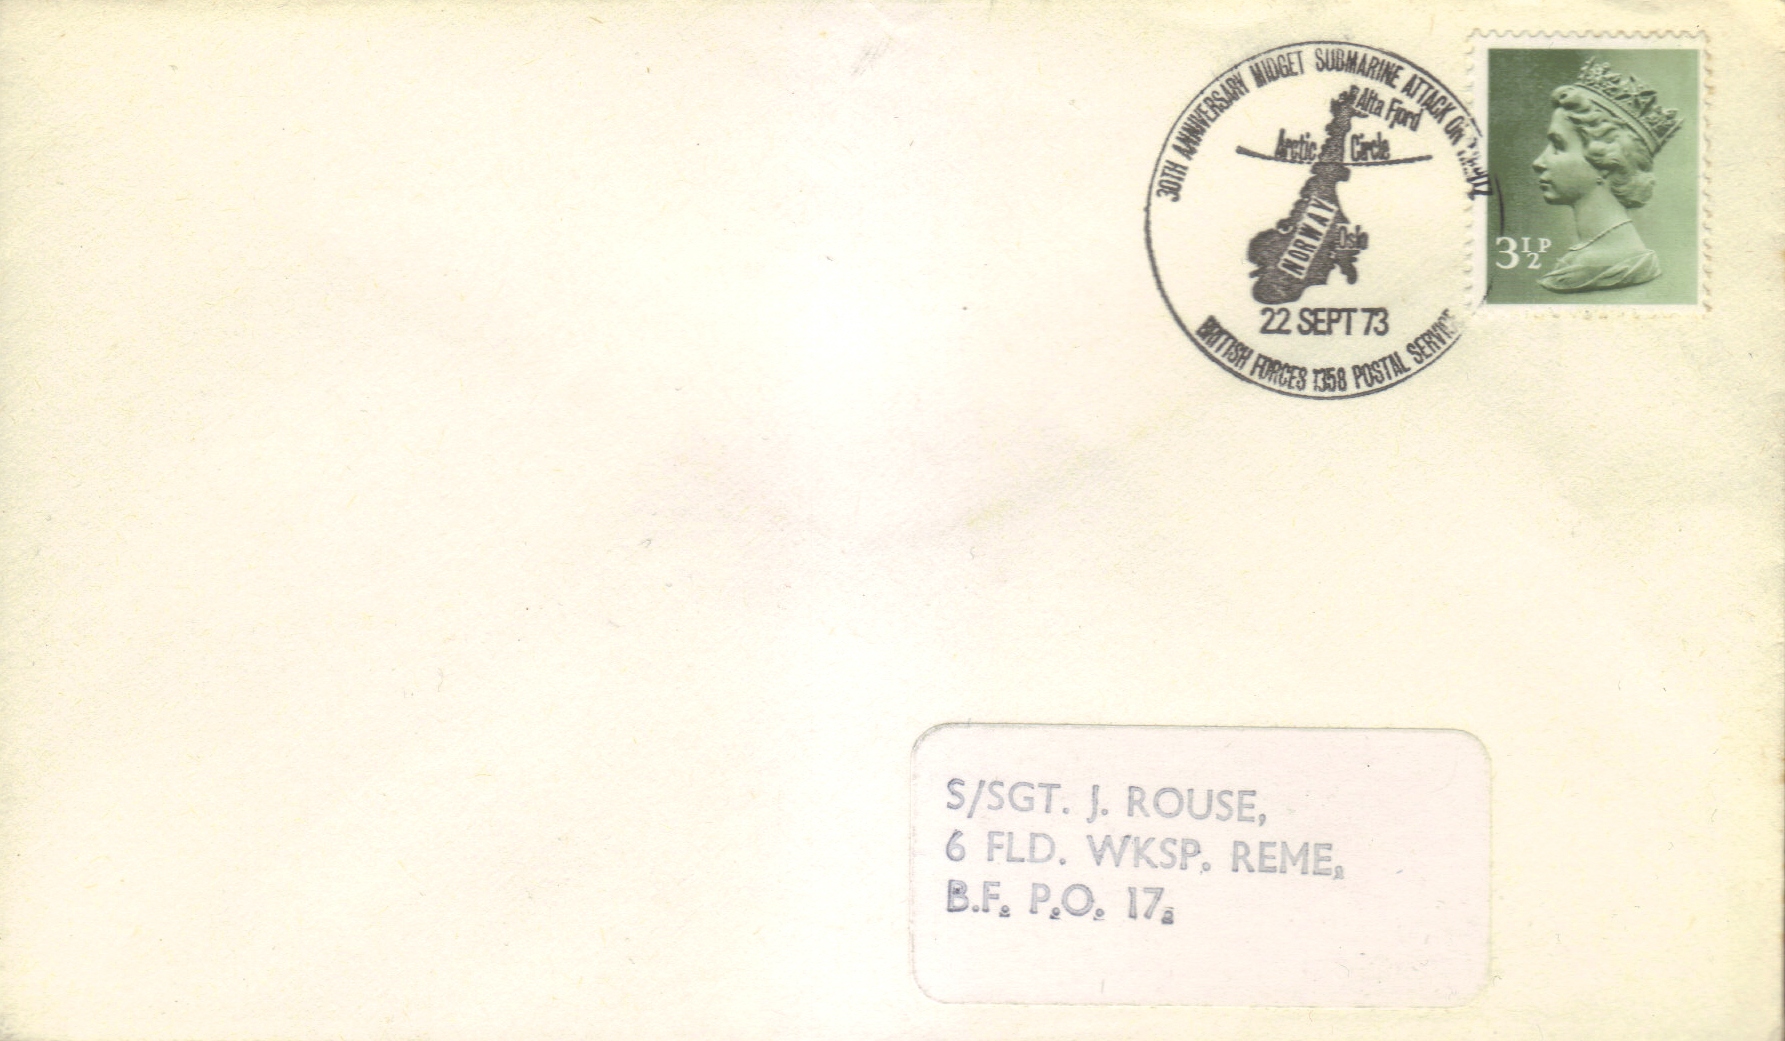 30TH ANNIVERSARY MIDGET SUBMARINE ATTACK ON
Alta Fjord
Arctic Circle
NORWAY
Oslo
22 SEPT 73
BRITISH FORCES 1358 POSTAL SERVICE
3½P
S/SGT. J. ROUSE,
6 FLD. WKSP. REME,
B.F. P.O. 17.